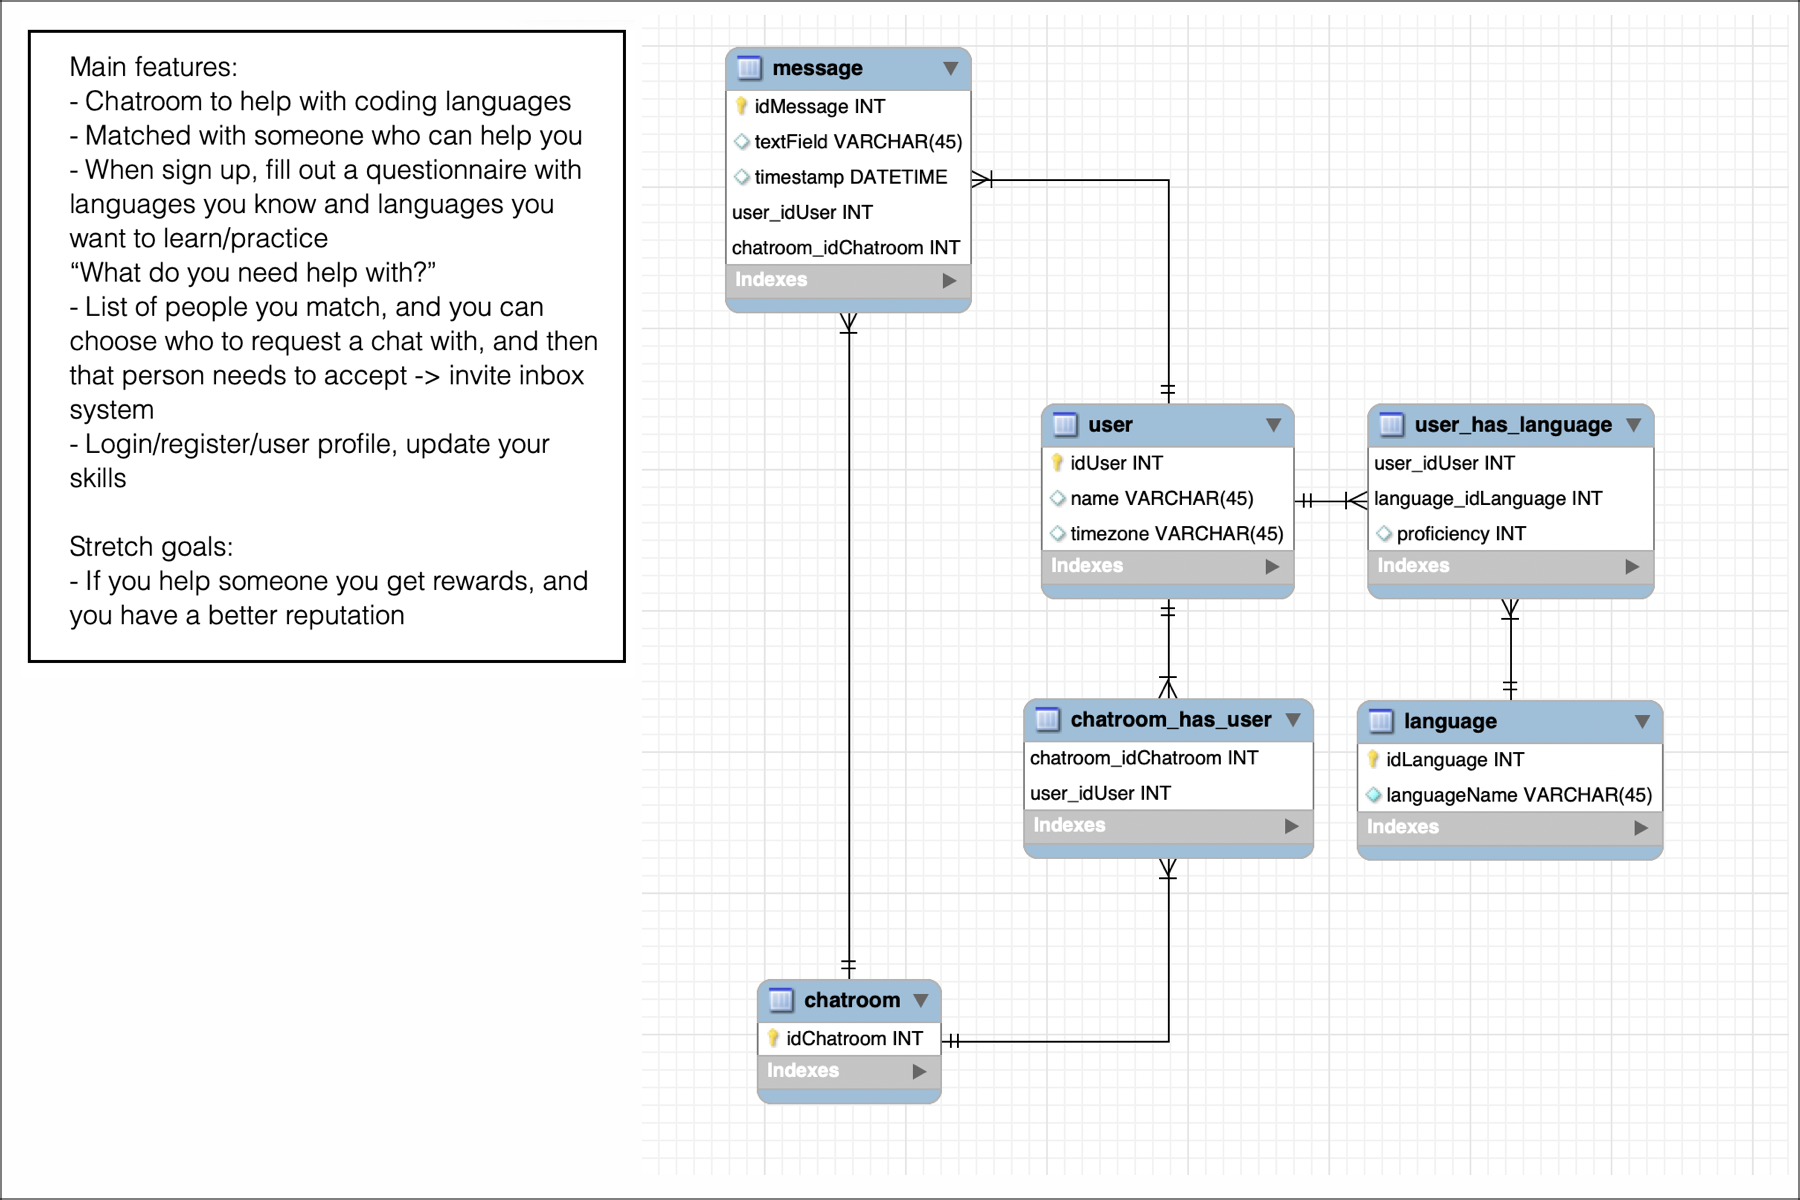 Main features:
- Chatroom to help with coding languages
- Matched with someone who can help you
- When sign up, fill out a questionnaire with
languages you know and languages you
want to learn/practice
“What do you need help with?”
- List of people you match, and you can
choose who to request a chat with, and then
that person needs to accept -> invite inbox
system
- Login/register/user profile, update your
skills
Stretch goals:
- If you help someone you get rewards, and
you have a better reputation
message
idMessage INT
textField VARCHAR(45)
timestamp DATETIME
user_idUser INT
chatroom_idChatroom INT
Indexes
user
idUser INT
name VARCHAR(45)
timezone VARCHAR(45)
Indexes
user_has_language
user_idUser INT
language_idLanguage INT
proficiency INT
Indexes
chatroom_has_user
chatroom_idChatroom INT
user_idUser INT
Indexes
language
idLanguage INT
languageName VARCHAR(45)
Indexes
chatroom
idChatroom INT
Indexes